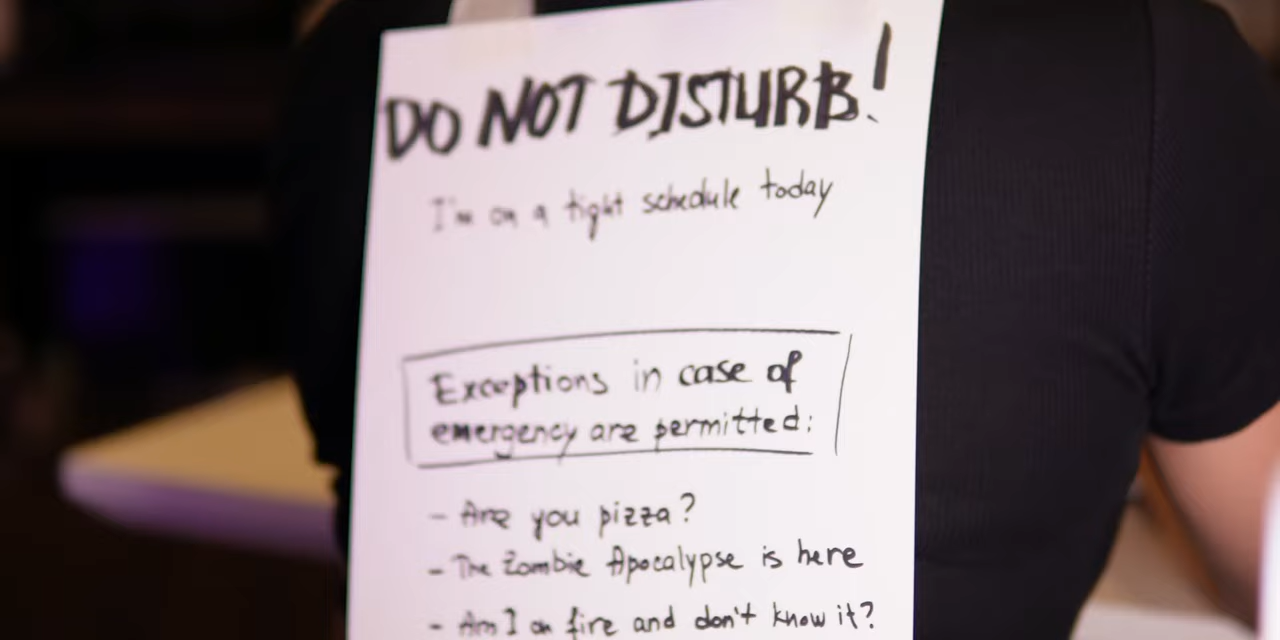 DO NOT DISTURB!
I'm on a tight schedule today
Exceptions in case of
emergency are permitted:
- Are you pizza?
- The Zombie Apocalypse is here
- Am I on fire and don't know it?